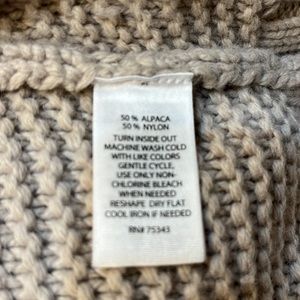 50 % ALPACA
50 % NYLON
TURN INSIDE OUT
MACHINE WASH COLD
WITH LIKE COLORS
GENTLE CYCLE,
USE ONLY NON-
CHLORINE BLEACH
WHEN NEEDED
RESHAPE DRY FLAT
COOL IRON IF NEEDED
RN# 75343